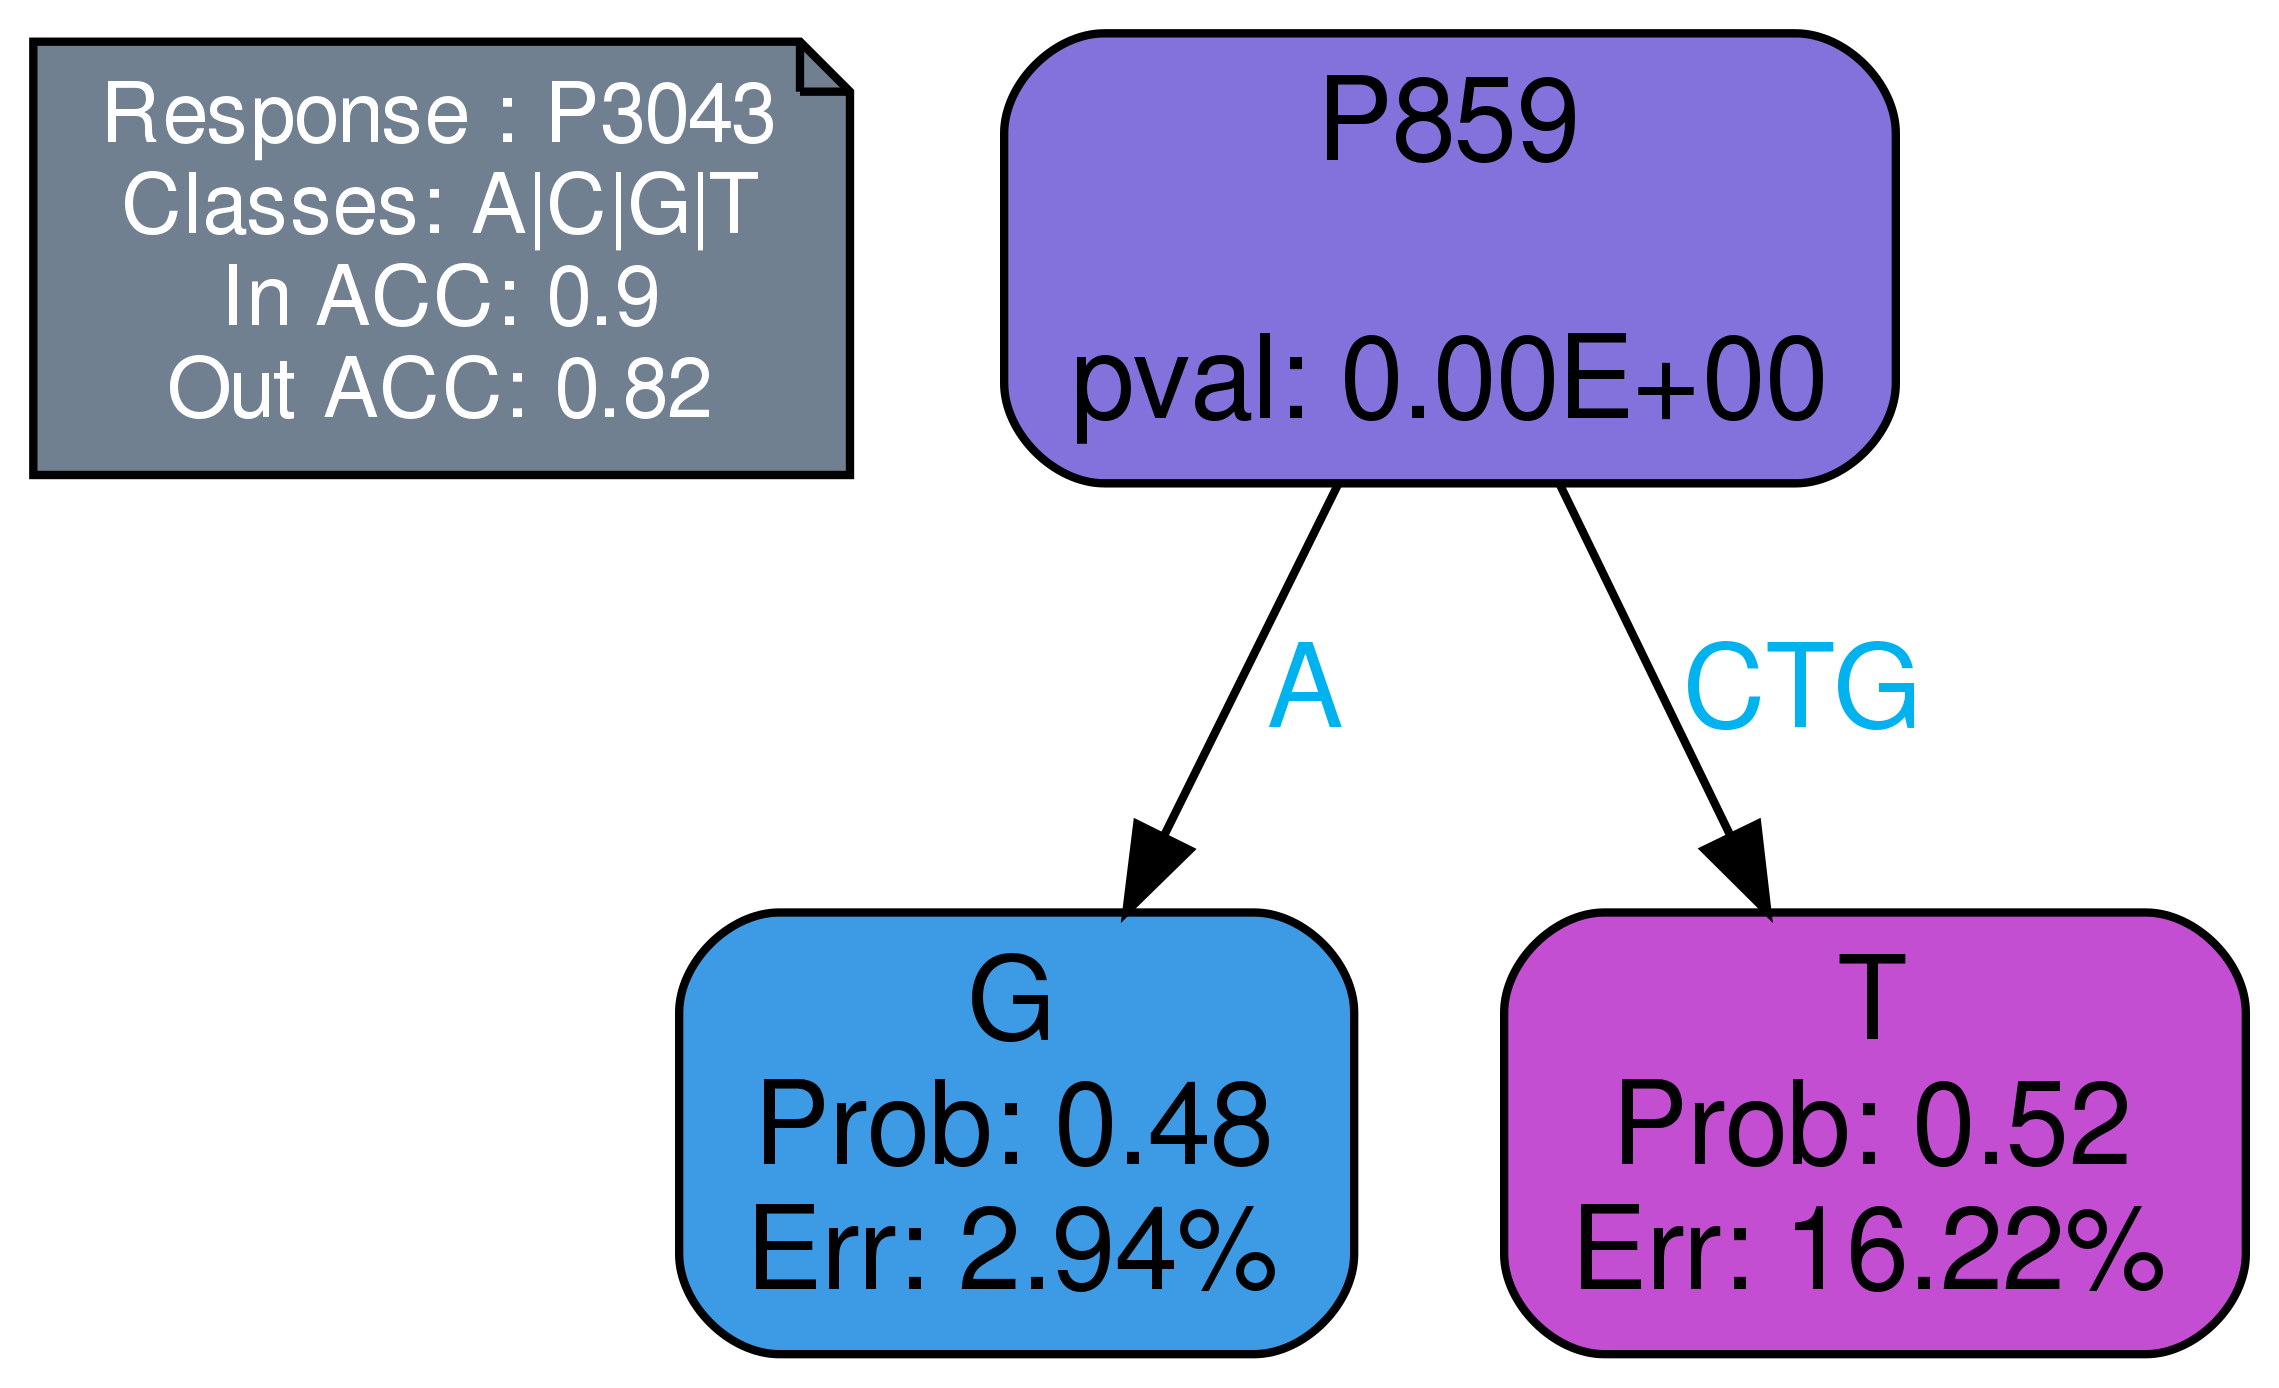 Response : P3043
Classes: A|C|G|T
In ACC: 0.9
Out ACC: 0.82
P859
pval: 0.00E+00
A
CTG
G
Prob: 0.48
Err: 2.94%
T
Prob: 0.52
Err: 16.22%